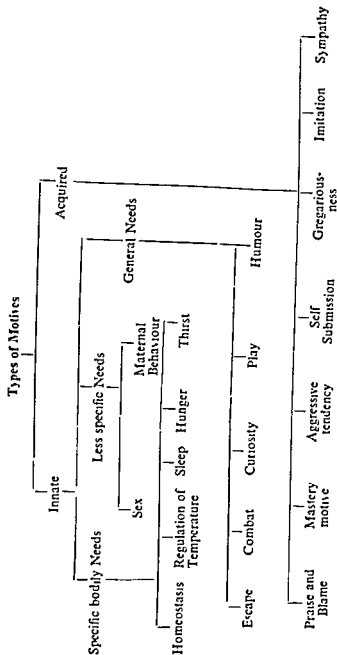 Types of Motives
Innate
Acquired
Specific bodily Needs
Less specific Needs
General Needs
Sex
Maternal
Behaviour
Homeostasis
Regulation of
Temperature
Sleep
Hunger
Thirst
Escape
Combat
Curiosity
Play
Humour
Praise and
Blame
Mastery
motive
Aggressive
tendency
Self
Submission
Gregarious-
ness
Imitation
Sympathy